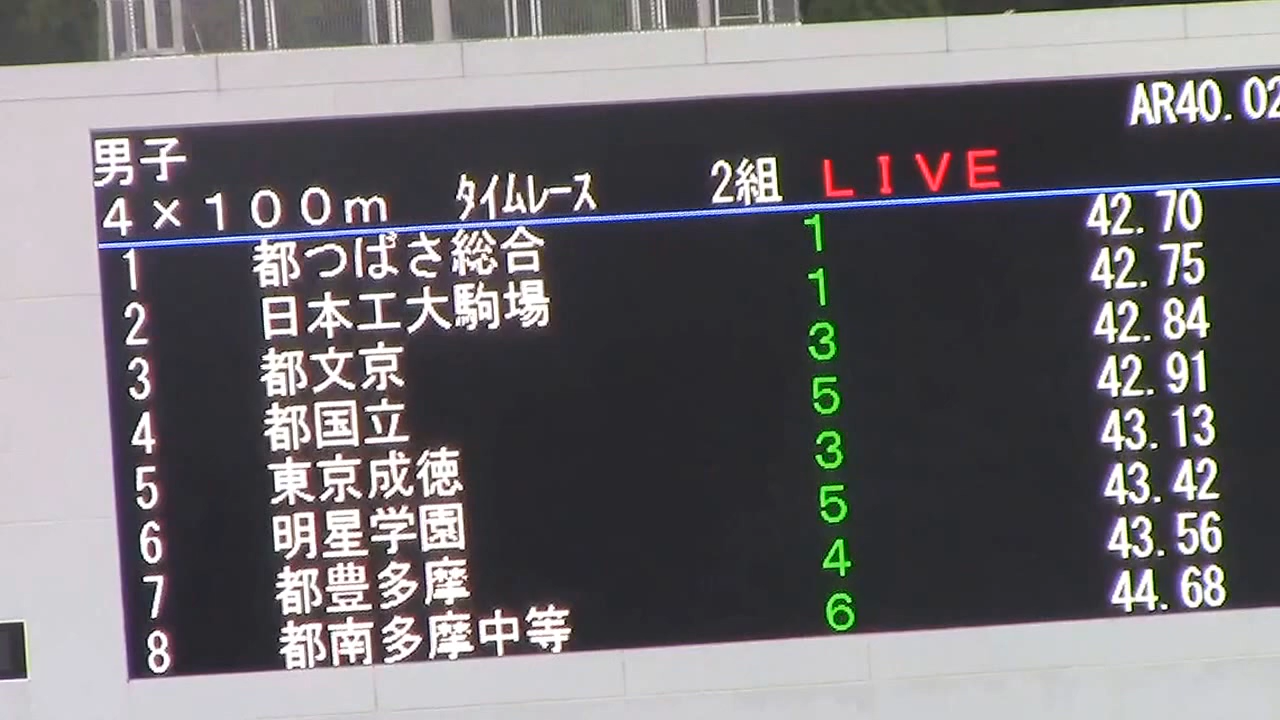 AR40.02
男子
4×100m タイムレース 2組 LIVE
1 都つばさ総合 1 42.70
2 日本工大駒場 1 42.75
3 都文京 3 42.84
4 都国立 5 42.91
5 東京成徳 3 43.13
6 明星学園 5 43.42
7 都豊多摩 4 43.56
8 都南多摩中等 6 44.68